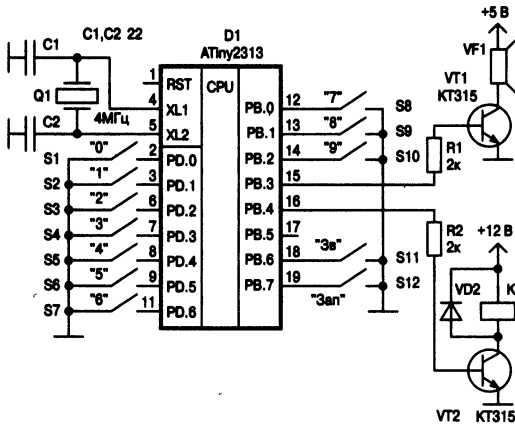 C1,C2 22
D1
ATiny2313
+5 В
C1
VF1
RST
CPU
1
Q1
4
XL1
PB.0
12
"7"
S8
VT1
КТ315
4МГц
C2
5
XL2
PB.1
13
"8"
S9
S1
"0"
2
PD.0
PB.2
14
"9"
S10
R1
2к
S2
"1"
3
PD.1
PB.3
15
S3
"2"
6
PD.2
PB.4
16
S4
"3"
7
PD.3
PB.5
17
R2
2к
+12 В
S5
"4"
8
PD.4
PB.6
18
"Зв"
S11
S6
"5"
9
PD.5
PB.7
19
"Зап"
S12
S7
"6"
11
PD.6
VD2
K
VT2
КТ315